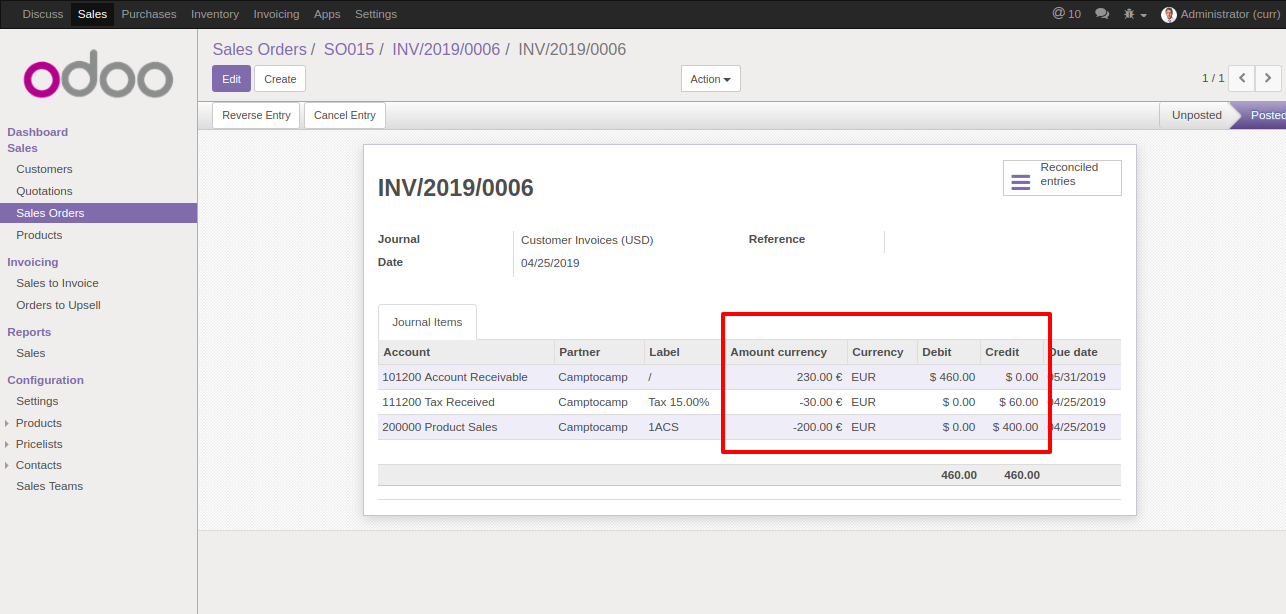 Discuss Sales Purchases Inventory Invoicing Apps Settings @ 10 Administrator (curr)
odoo
Sales Orders / SO015 / INV/2019/0006 / INV/2019/0006
Edit Create Action 1 / 1
Reverse Entry Cancel Entry Unposted Posted
Dashboard
Sales
Customers
Quotations
Sales Orders
Products
Invoicing
Sales to Invoice
Orders to Upsell
Reports
Sales
Configuration
Settings
Products
Pricelists
Contacts
Sales Teams
Reconciled
entries
INV/2019/0006
Journal Customer Invoices (USD) Reference
Date 04/25/2019
Journal Items
Account Partner Label Amount currency Currency Debit Credit Due date
101200 Account Receivable Camptocamp / 230.00 € EUR $ 460.00 $ 0.00 05/31/2019
111200 Tax Received Camptocamp Tax 15.00% -30.00 € EUR $ 0.00 $ 60.00 04/25/2019
200000 Product Sales Camptocamp 1ACS -200.00 € EUR $ 0.00 $ 400.00 04/25/2019
460.00 460.00